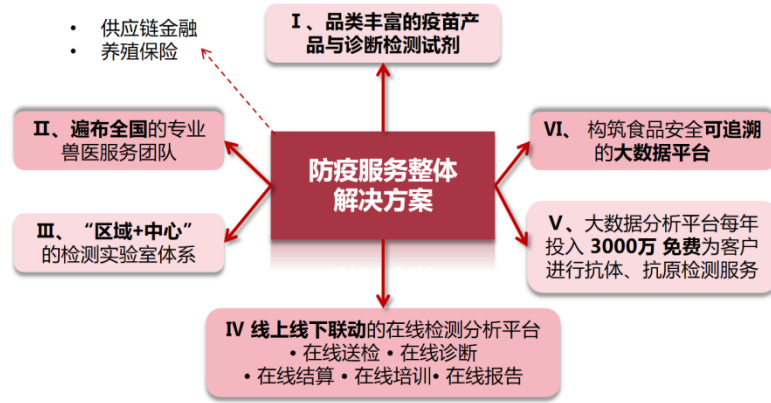 • 供应链金融
• 养殖保险
Ⅰ、品类丰富的疫苗产
品与诊断检测试剂
Ⅱ、遍布全国的专业
兽医服务团队
防疫服务整体
解决方案
Ⅵ、 构筑食品安全可追溯
的大数据平台
Ⅲ、“区域+中心”
的检测实验室体系
Ⅴ、大数据分析平台每年
投入 3000万 免费为客户
进行抗体、抗原检测服务
Ⅳ 线上线下联动的在线检测分析平台
•在线送检 •在线诊断
•在线结算 •在线培训•在线报告